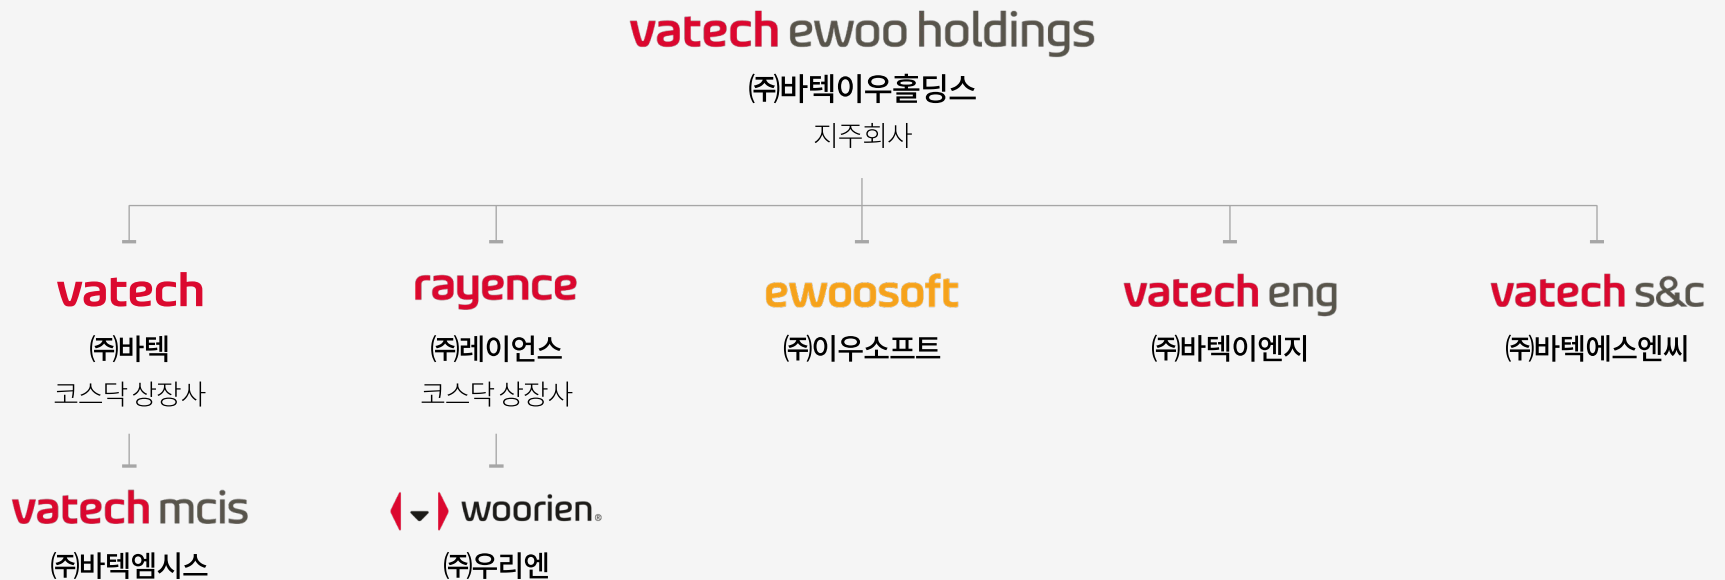 vatech ewoo holdings
㈜바텍이우홀딩스
지주회사
vatech
㈜바텍
코스닥 상장사
rayence
㈜레이언스
코스닥 상장사
ewoosoft
㈜이우소프트
vatech eng
㈜바텍이엔지
vatech s&c
㈜바텍에스엔씨
vatech mcis
㈜바텍엠시스
woorien®
㈜우리엔